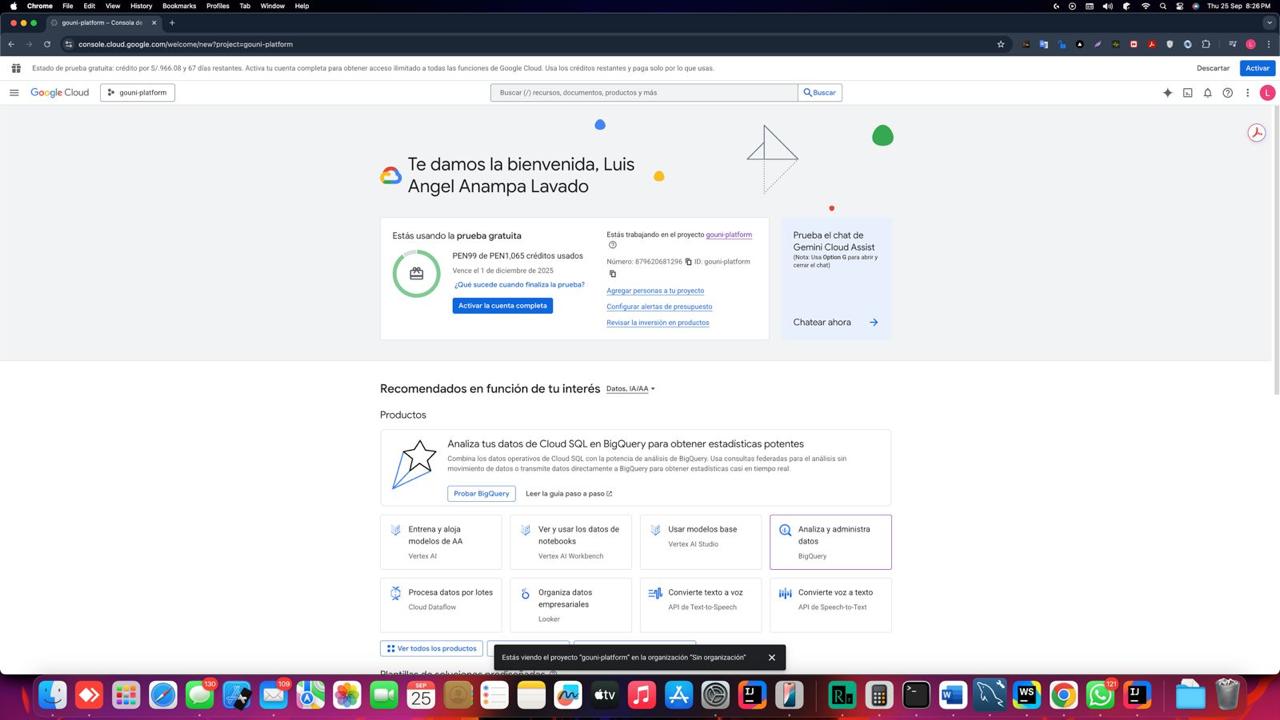 Chrome File Edit View History Bookmarks Profiles Tab Window Help Thu 25 Sep 8:26 PM
gouni-platform – Consola de
console.cloud.google.com/welcome/new?project=gouni-platform
Estado de prueba gratuita: crédito por S/.966.08 y 67 días restantes. Activa tu cuenta completa para obtener acceso ilimitado a todas las funciones de Google Cloud. Usa los créditos restantes y paga solo por lo que usas. Descartar Activar
Google Cloud gouni-platform Buscar (/) recursos, documentos, productos y más Buscar L
Te damos la bienvenida, Luis
Angel Anampa Lavado
Estás usando la prueba gratuita
PEN99 de PEN1,065 créditos usados
Vence el 1 de diciembre de 2025
¿Qué sucede cuando finaliza la prueba?
Activar la cuenta completa
Estás trabajando en el proyecto gouni-platform
Número: 879620681296 ID: gouni-platform
Agregar personas a tu proyecto
Configurar alertas de presupuesto
Revisar la inversión en productos
Prueba el chat de
Gemini Cloud Assist
(Nota: Usa Option G para abrir y
cerrar el chat)
Chatear ahora
Recomendados en función de tu interés Datos, IA/AA
Productos
Analiza tus datos de Cloud SQL en BigQuery para obtener estadísticas potentes
Combina los datos operativos de Cloud SQL con la potencia de análisis de BigQuery. Usa consultas federadas para el análisis sin
movimiento de datos o transmite datos directamente a BigQuery para obtener estadísticas casi en tiempo real.
Probar BigQuery Leer la guía paso a paso
Entrena y aloja
modelos de AA
Vertex AI
Ver y usar los datos de
notebooks
Vertex AI Workbench
Usar modelos base
Vertex AI Studio
Analiza y administra
datos
BigQuery
Procesa datos por lotes
Cloud Dataflow
Organiza datos
empresariales
Looker
Convierte texto a voz
API de Text-to-Speech
Convierte voz a texto
API de Speech-to-Text
Ver todos los productos
Estás viendo el proyecto "gouni-platform" en la organización "Sin organización"
130
109
SEP
25
tv
121